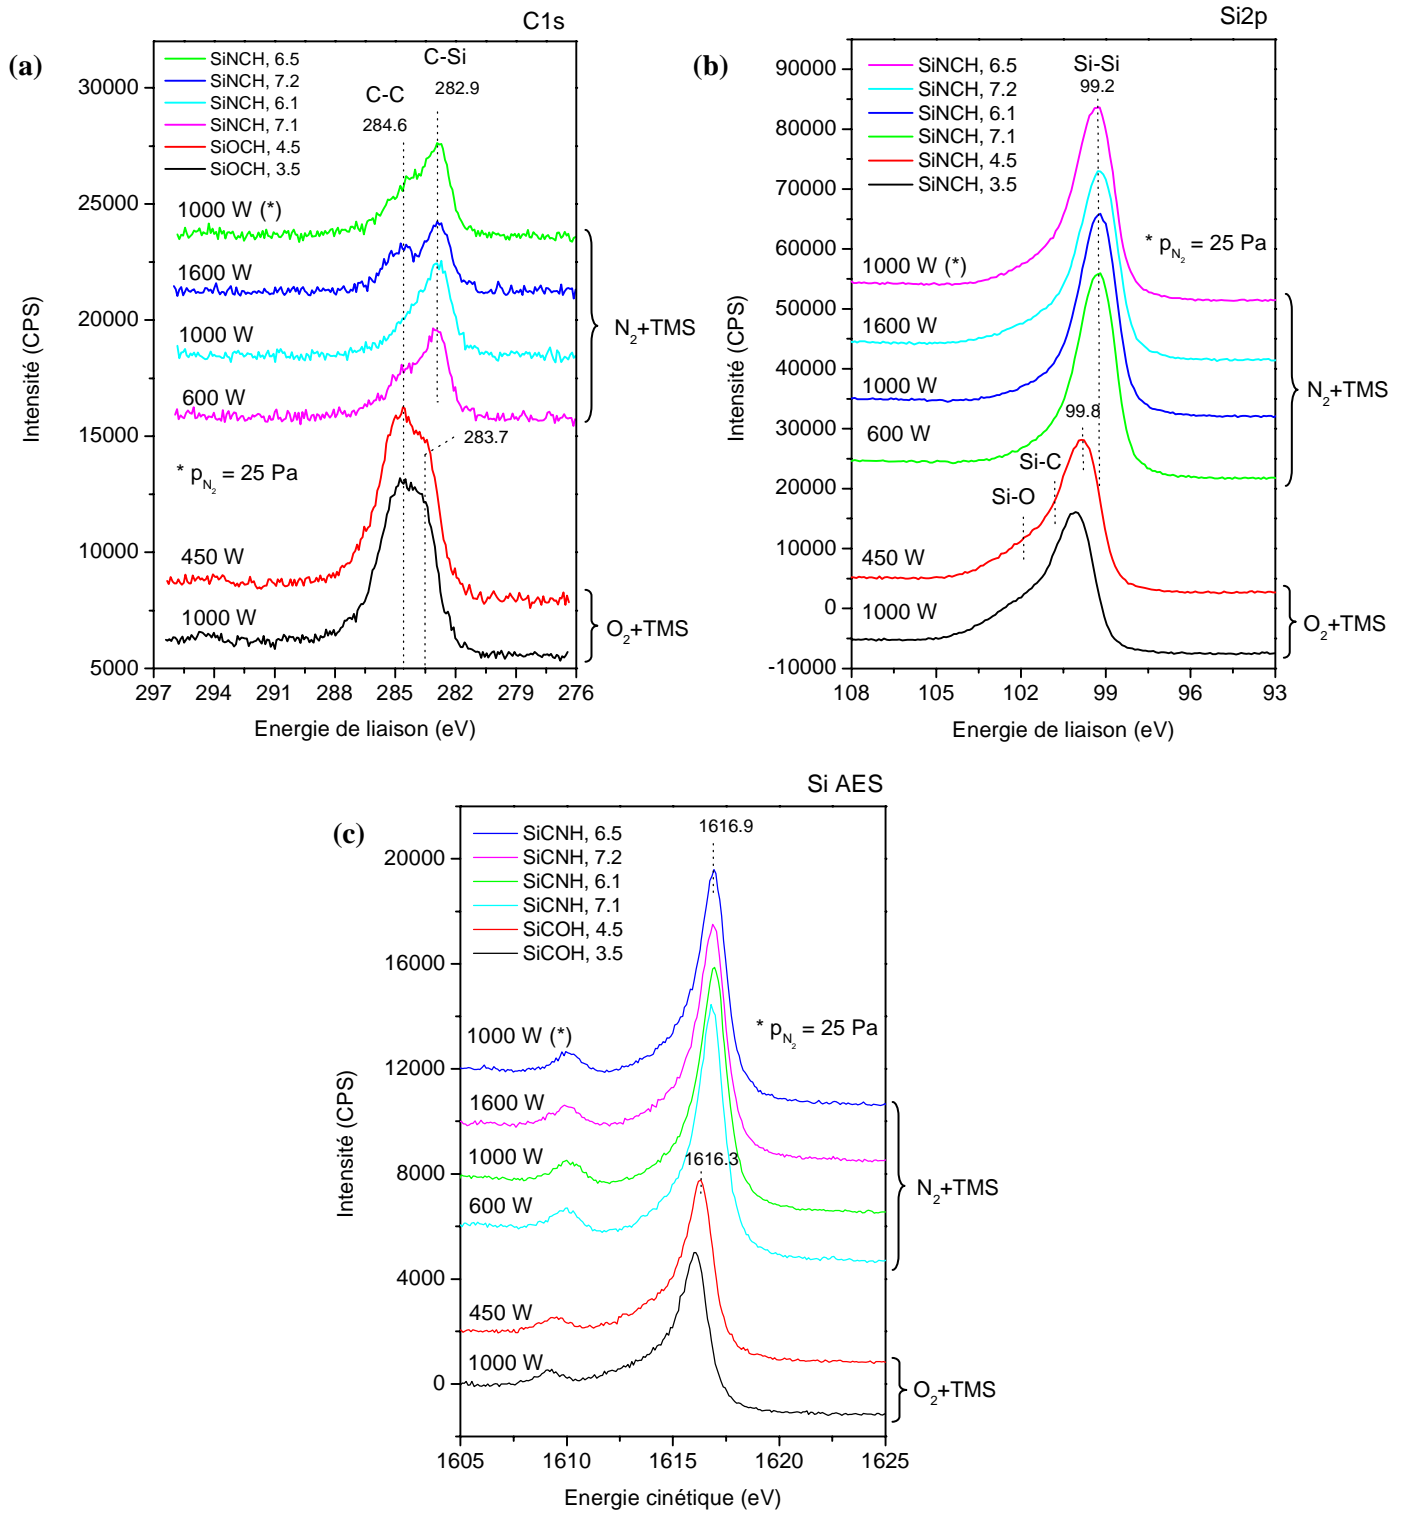 C1s
(a)
SiNCH, 6.5
SiNCH, 7.2
SiNCH, 6.1
SiNCH, 7.1
SiOCH, 4.5
SiOCH, 3.5
C-Si
282.9
C-C
284.6
1000 W (*)
1600 W
1000 W
600 W
283.7
* p_N₂ = 25 Pa
450 W
1000 W
N₂+TMS
O₂+TMS
30000
25000
20000
15000
10000
5000
Intensité (CPS)
297 294 291 288 285 282 279 276
Energie de liaison (eV)
Si2p
(b)
SiNCH, 6.5
SiNCH, 7.2
SiNCH, 6.1
SiNCH, 7.1
SiNCH, 4.5
SiNCH, 3.5
Si-Si
99.2
* p_N₂ = 25 Pa
1000 W (*)
1600 W
1000 W
600 W
99.8
Si-C
Si-O
450 W
1000 W
N₂+TMS
O₂+TMS
90000
80000
70000
60000
50000
40000
30000
20000
10000
0
-10000
Intensité (CPS)
108 105 102 99 96 93
Energie de liaison (eV)
Si AES
(c)
SiCNH, 6.5
SiCNH, 7.2
SiCNH, 6.1
SiCNH, 7.1
SiCOH, 4.5
SiCOH, 3.5
1616.9
* p_N₂ = 25 Pa
1000 W (*)
1600 W
1000 W
1616.3
600 W
450 W
1000 W
N₂+TMS
O₂+TMS
20000
16000
12000
8000
4000
0
Intensité (CPS)
1605 1610 1615 1620 1625
Energie cinétique (eV)